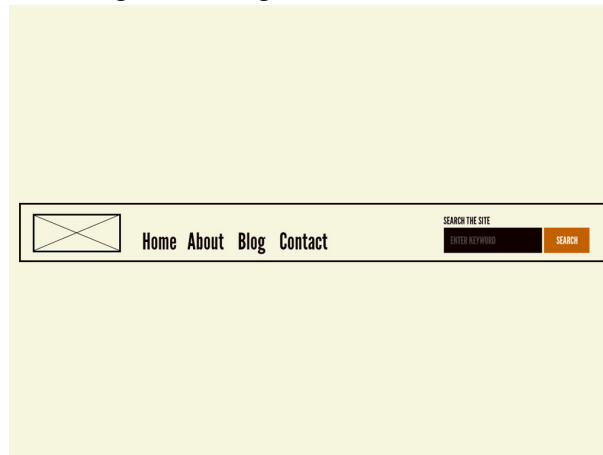 Home About Blog Contact
SEARCH THE SITE
ENTER KEYWORD
SEARCH